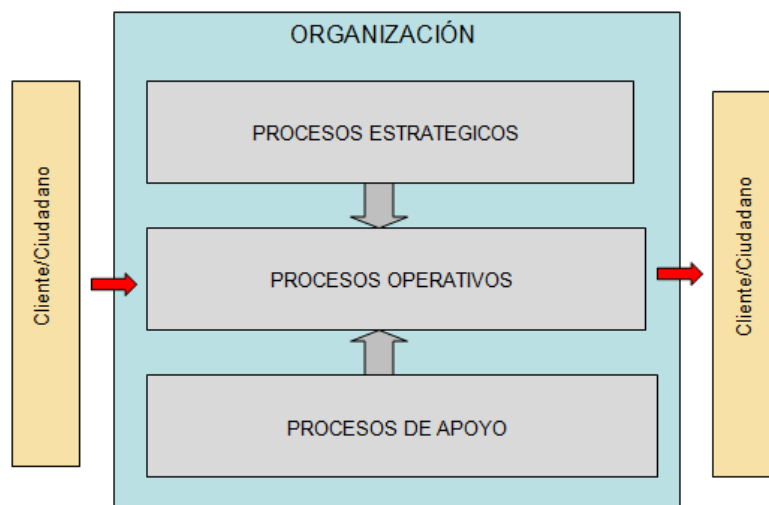 ORGANIZACIÓN
PROCESOS ESTRATEGICOS
Cliente/Ciudadano
PROCESOS OPERATIVOS
Cliente/Ciudadano
PROCESOS DE APOYO